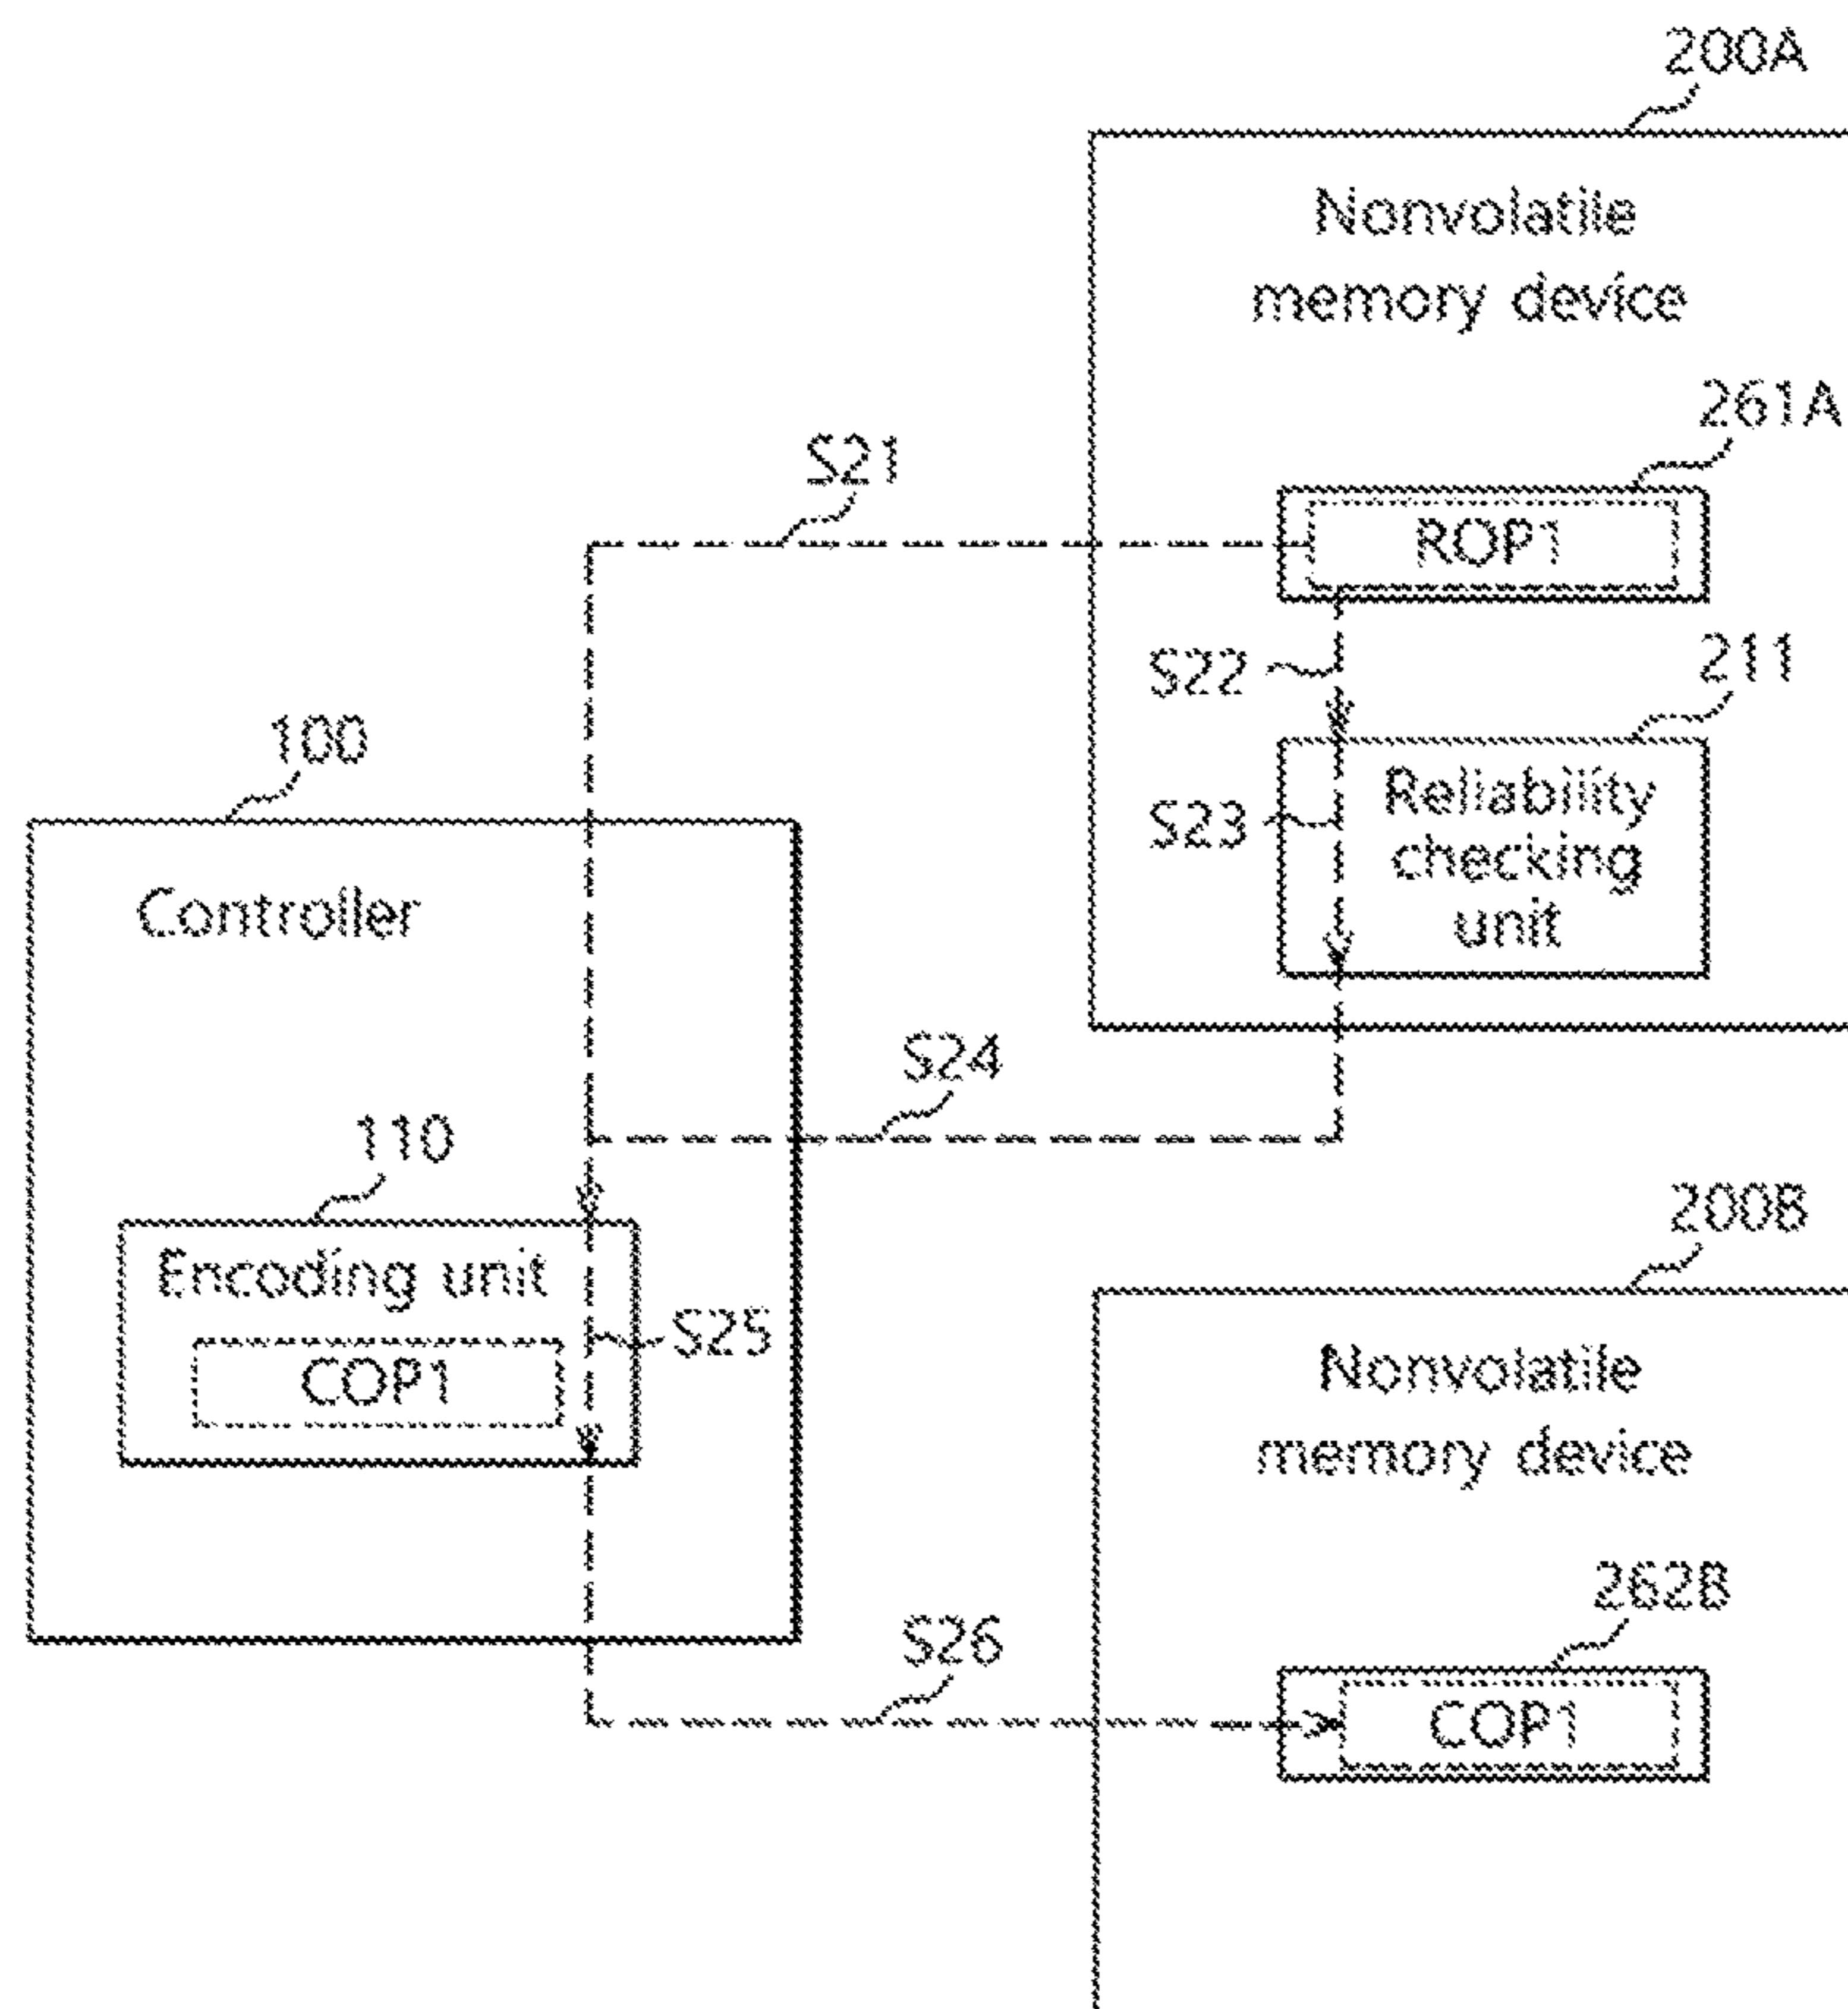 200A
Nonvolatile
memory device
261A
S21
ROP1
S22
211
100
Reliability
S23
checking
Controller
unit
S24
110
200B
Encoding unit
S25
Nonvolatile
COP1
memory device
262B
S26
COP1